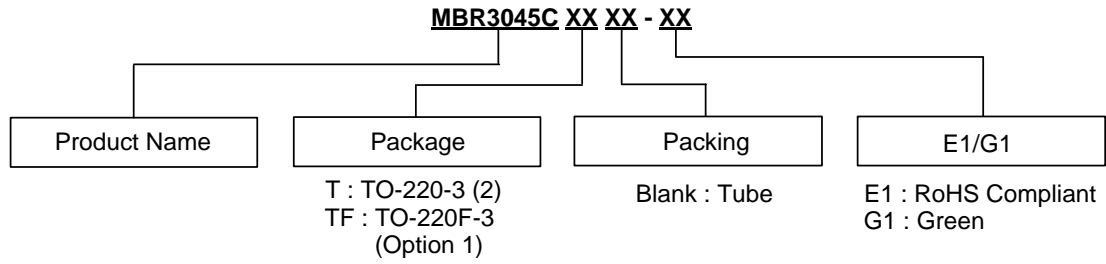 MBR3045C XX XX - XX
Product Name
Package
Packing
E1/G1
T : TO-220-3 (2)
TF : TO-220F-3
(Option 1)
Blank : Tube
E1 : RoHS Compliant
G1 : Green